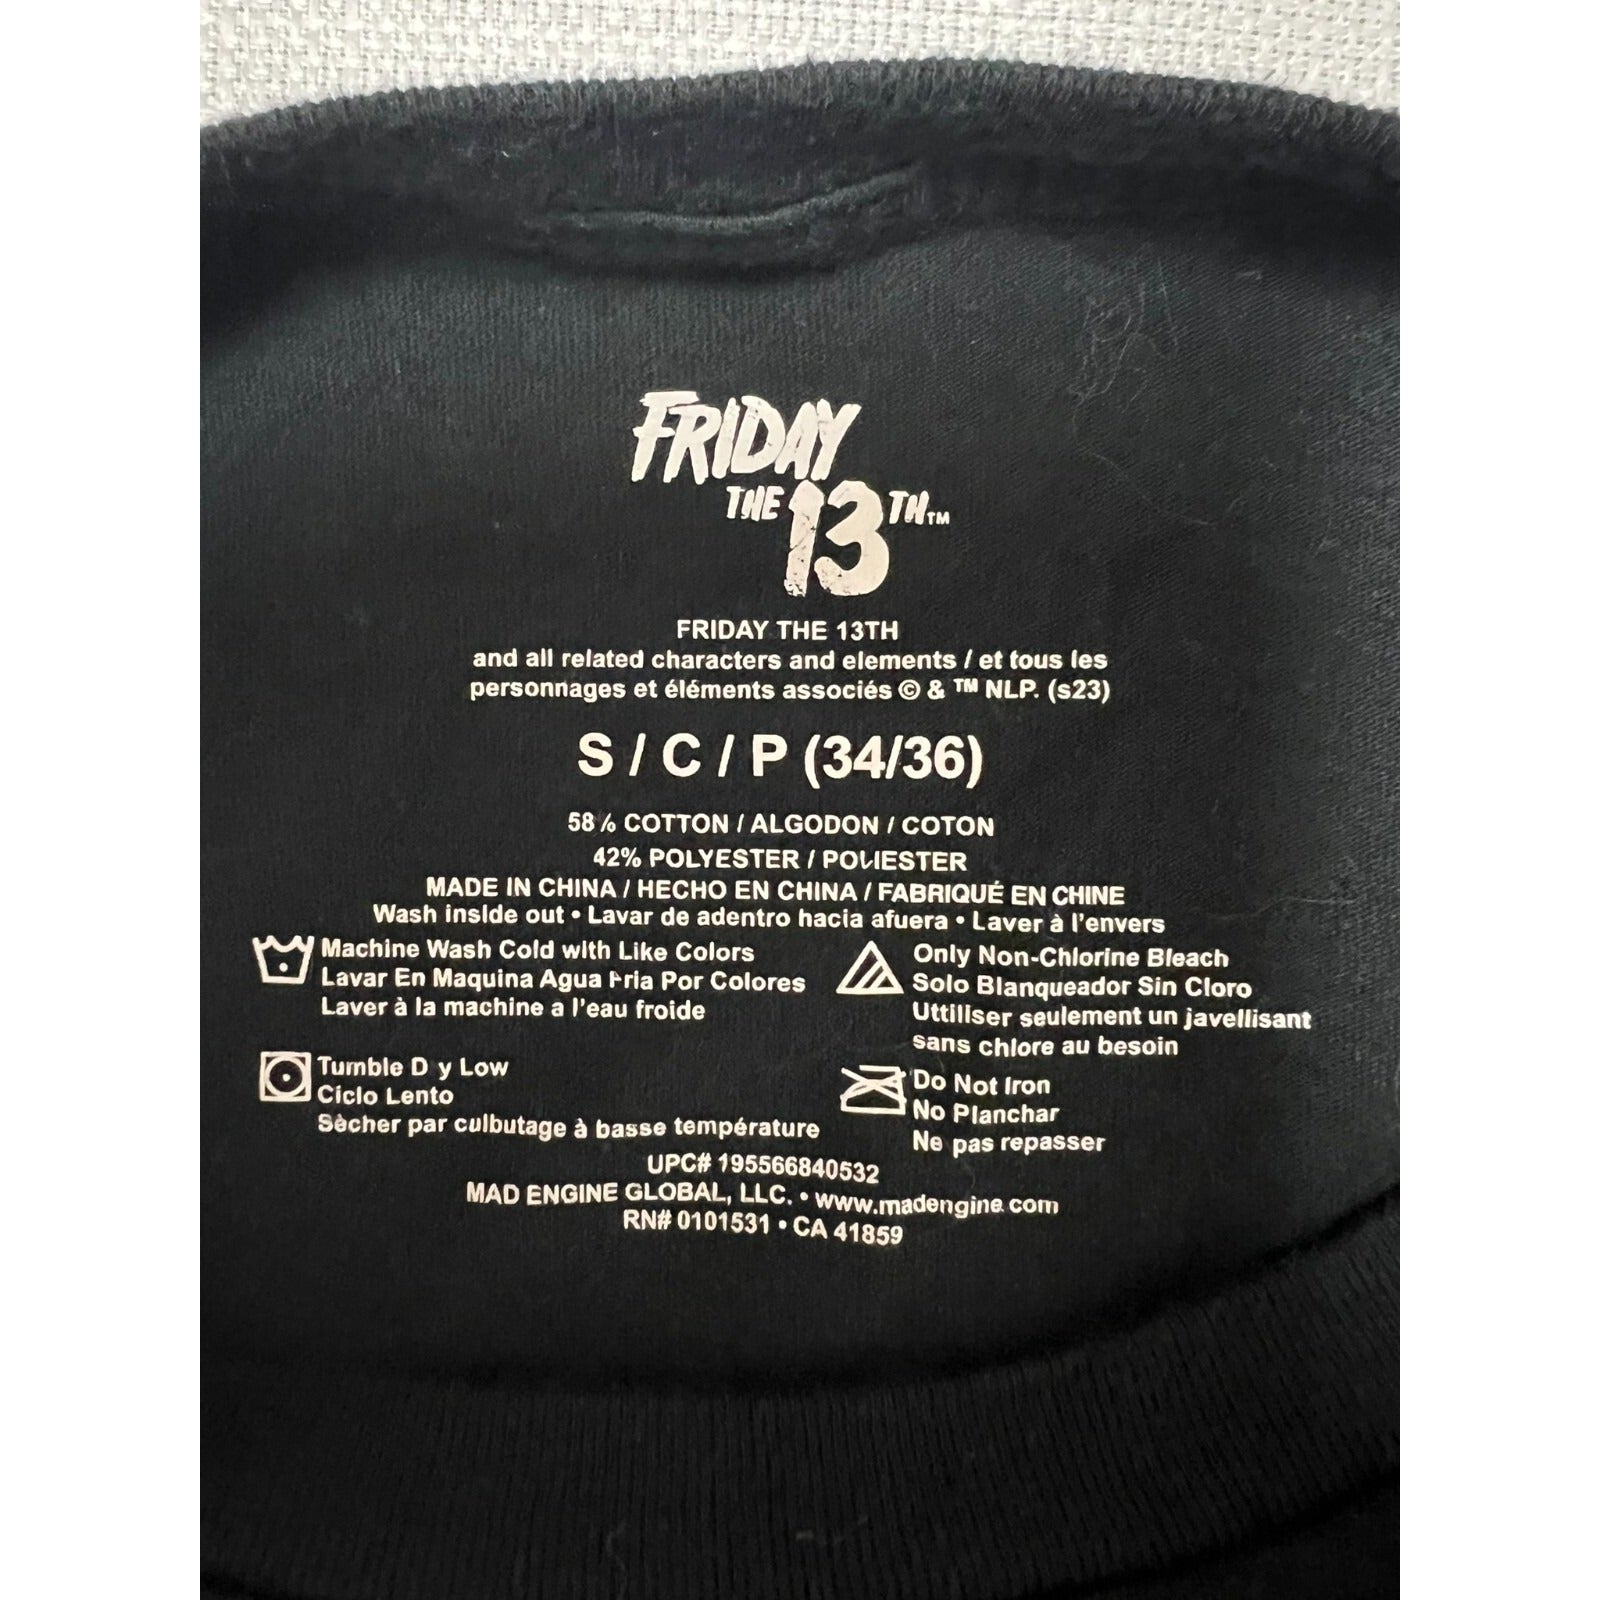 FRIDAY
THE 13TH™
FRIDAY THE 13TH
and all related characters and elements / et tous les
personnages et éléments associés © & ™ NLP. (s23)
S / C / P (34/36)
58% COTTON / ALGODON / COTON
42% POLYESTER / POLIESTER
MADE IN CHINA / HECHO EN CHINA / FABRIQUÉ EN CHINE
Wash inside out • Lavar de adentro hacia afuera • Laver à l'envers
Machine Wash Cold with Like Colors
Lavar En Maquina Agua Fria Por Colores
Laver à la machine a l'eau froide
Only Non-Chlorine Bleach
Solo Blanqueador Sin Cloro
Uttiliser seulement un javellisant
sans chlore au besoin
Tumble D y Low
Ciclo Lento
Sècher par culbutage à basse température
Do Not Iron
No Planchar
Ne pas repasser
UPC# 195566840532
MAD ENGINE GLOBAL, LLC. • www.madengine.com
RN# 0101531 • CA 41859